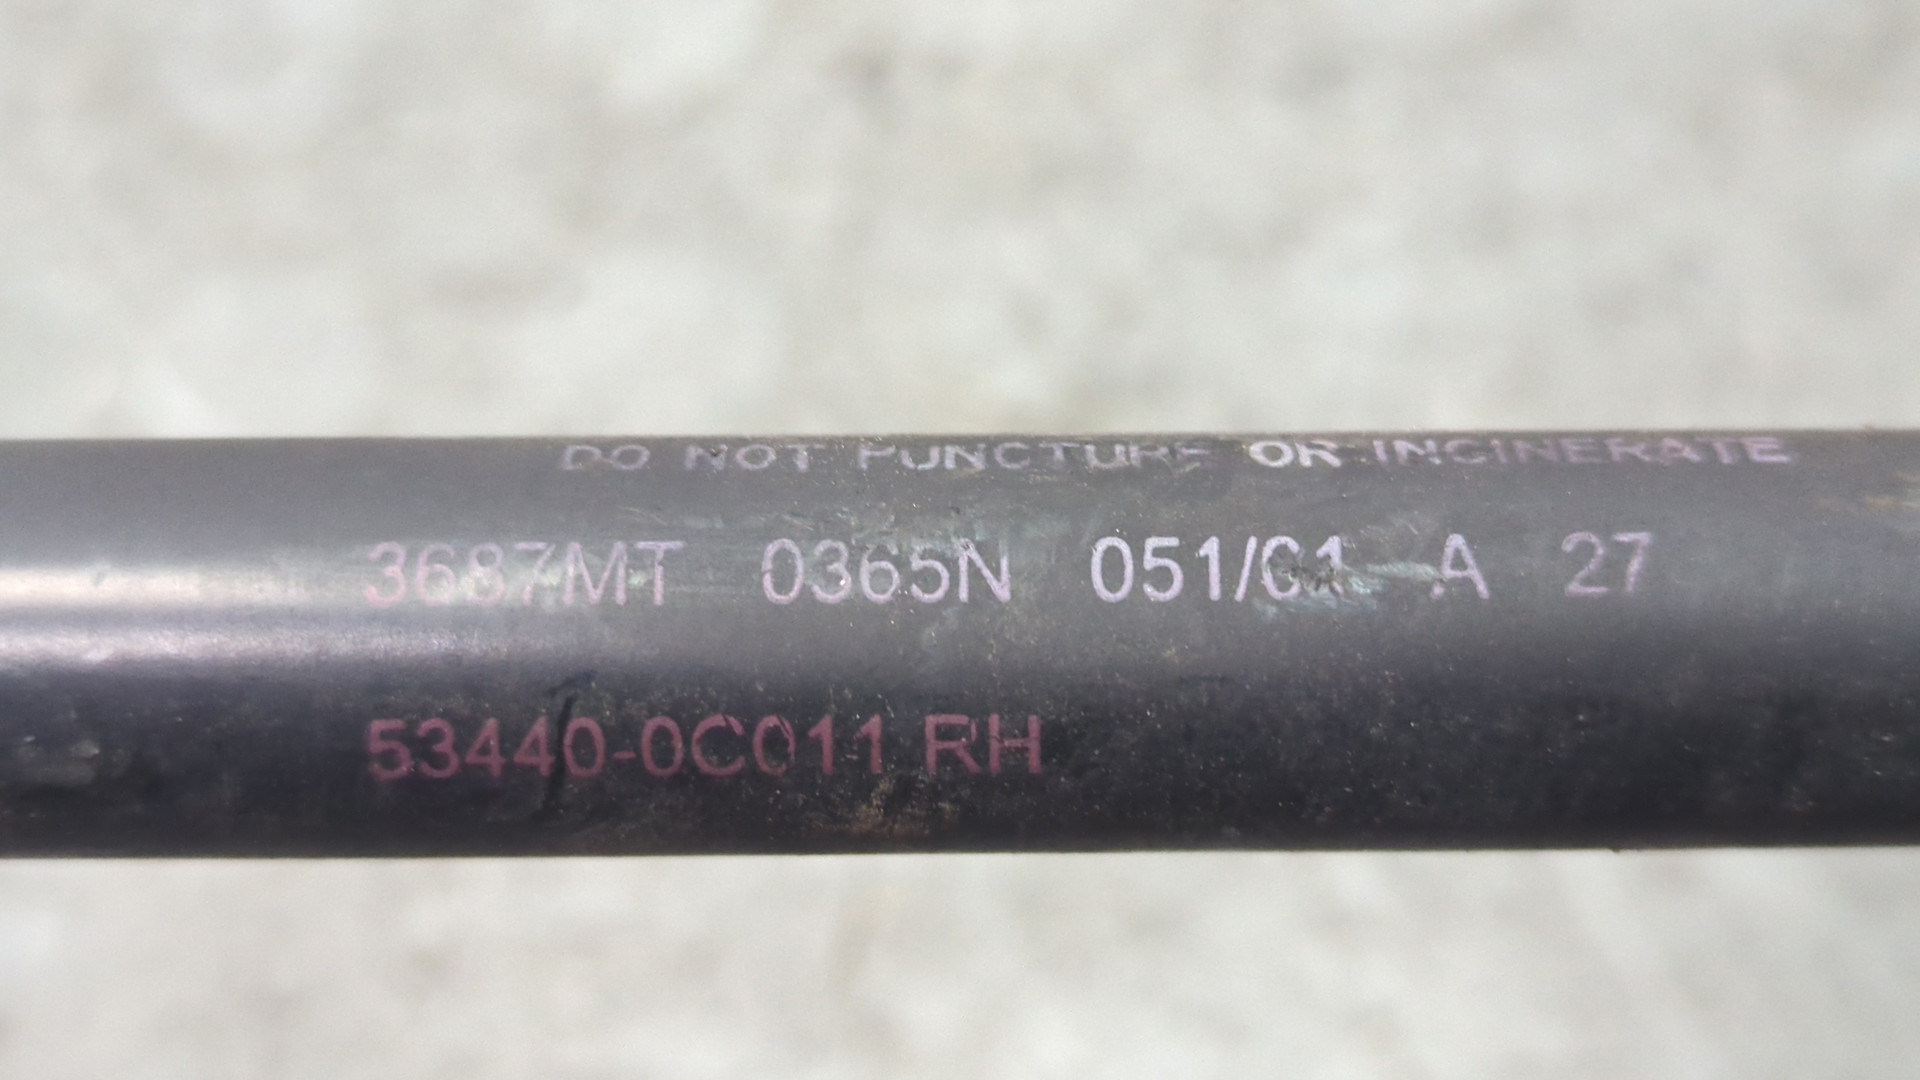 DO NOT PUNCTURE OR INCINERATE
3687MT 0365N 051/01 A 27
53440-0C011 RH